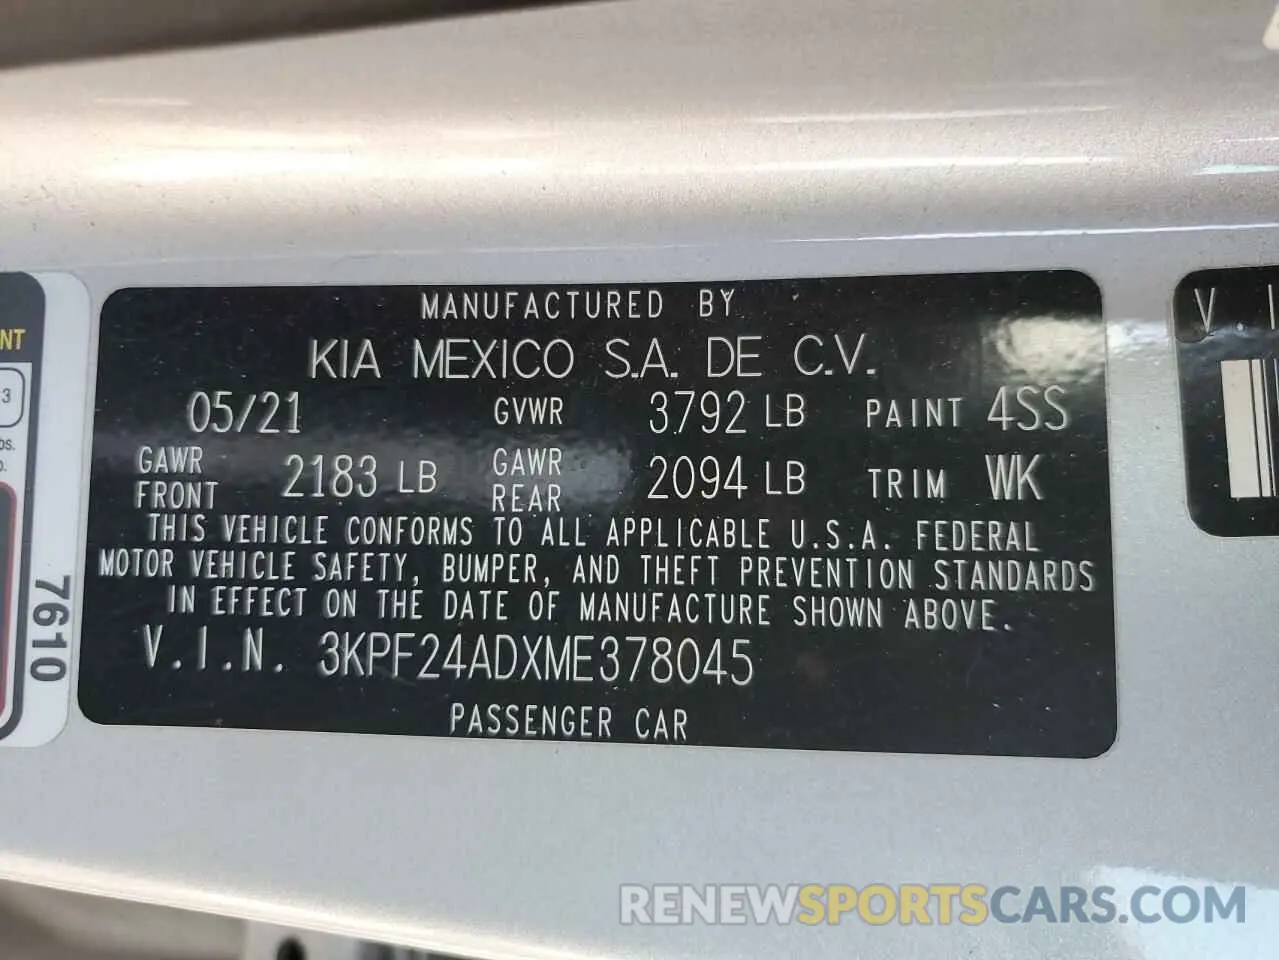 MANUFACTURED BY
KIA MEXICO S.A. DE C.V.
05/21 GVWR 3792 LB PAINT 4SS
GAWR FRONT 2183 LB GAWR REAR 2094 LB TRIM WK
THIS VEHICLE CONFORMS TO ALL APPLICABLE U.S.A. FEDERAL
MOTOR VEHICLE SAFETY, BUMPER, AND THEFT PREVENTION STANDARDS
IN EFFECT ON THE DATE OF MANUFACTURE SHOWN ABOVE.
V.I.N. 3KPF24ADXME378045
PASSENGER CAR
NT
3
7610
V.I
RENEWSPORTSCARS.COM